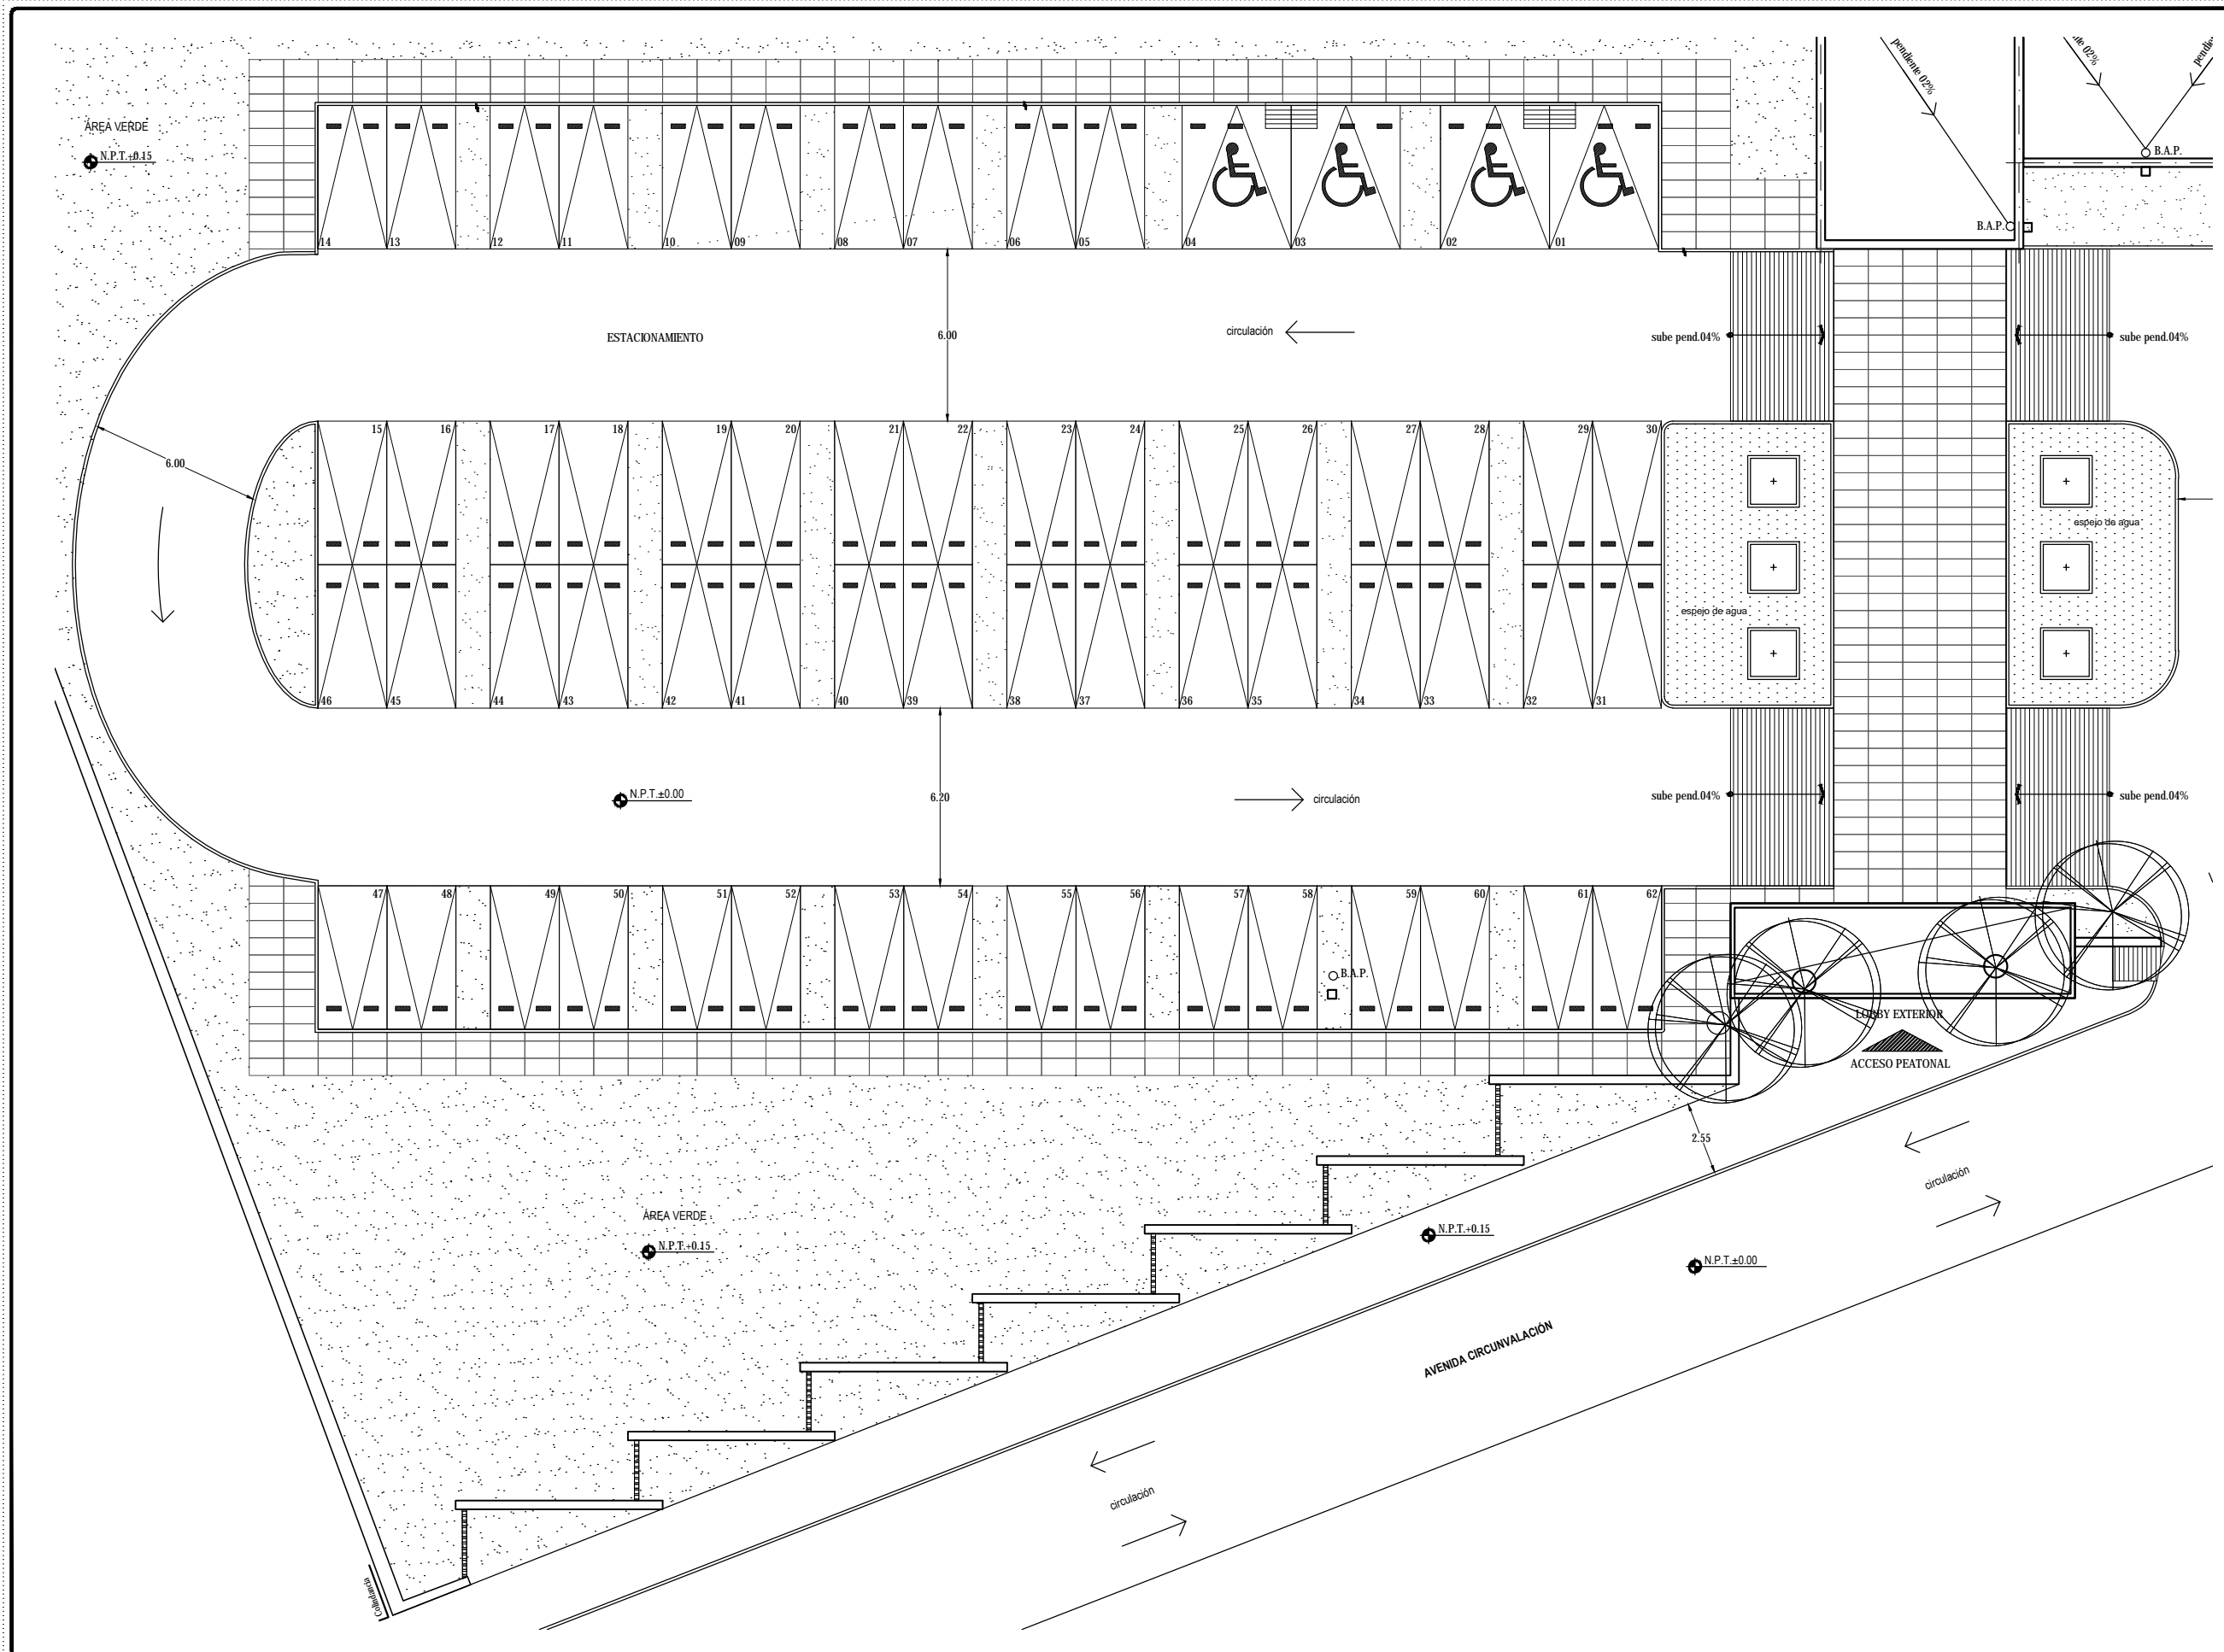 pendiente 02%
B.A.P.
ÁREA VERDE
N.P.T.+0.15
B.A.P.
14 13 12 11 10 09 08 07 06 05 04 03 02 01
ESTACIONAMIENTO
6.00
circulación
sube pend.04%
sube pend.04%
15 16 17 18 19 20 21 22 23 24 25 26 27 28 29 30
6.00
espejo de agua
espejo de agua
46 45 44 43 42 41 40 39 38 37 36 35 34 33 32 31
N.P.T.±0.00
6.20
circulación
sube pend.04%
sube pend.04%
47 48 49 50 51 52 53 54 55 56 57 58 59 60 61 62
B.A.P.
LOBBY EXTERIOR
ACCESO PEATONAL
2.55
circulación
ÁREA VERDE
N.P.T.+0.15
N.P.T.+0.15
N.P.T.±0.00
AVENIDA CIRCUNVALACIÓN
circulación
Colindancia